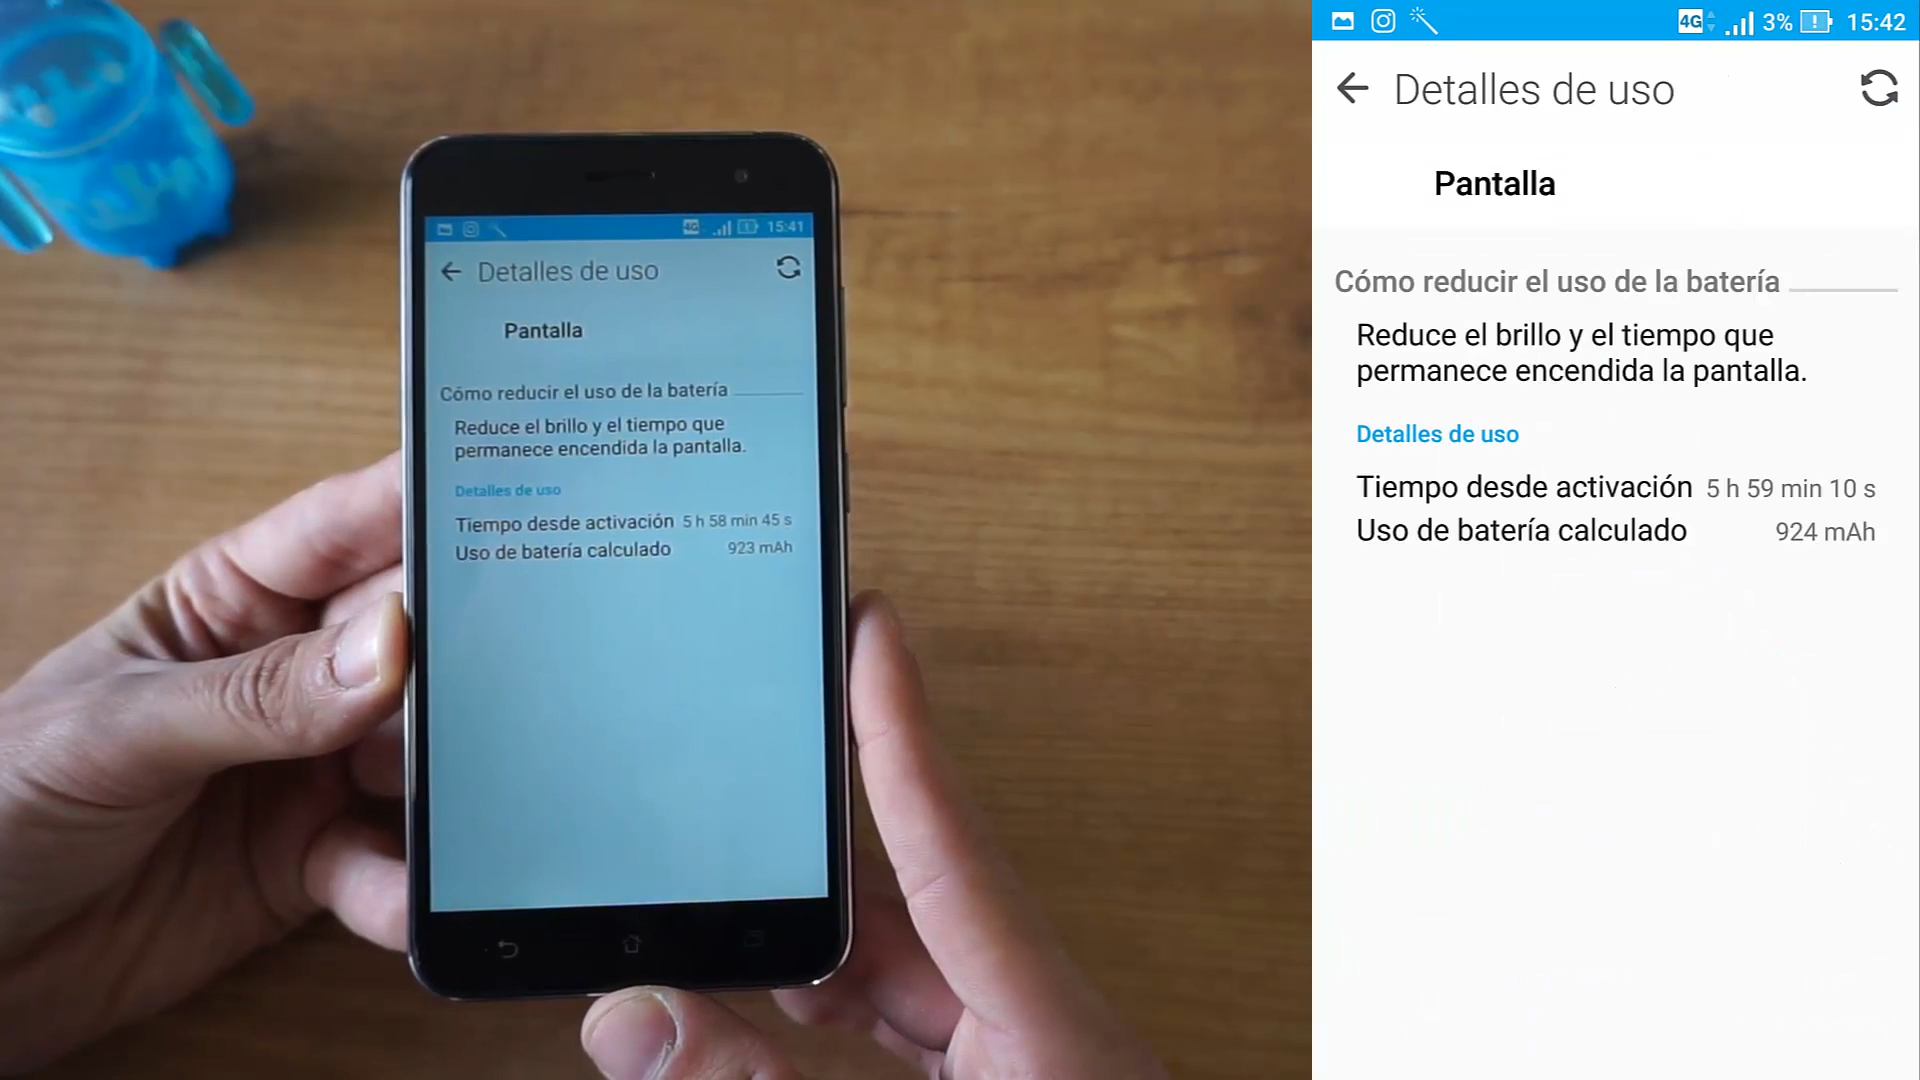 4G 15:41
Detalles de uso
Pantalla
Cómo reducir el uso de la batería
Reduce el brillo y el tiempo que
permanece encendida la pantalla.
Detalles de uso
Tiempo desde activación 5 h 58 min 45 s
Uso de batería calculado 923 mAh
4G 3% 15:42
Detalles de uso
Pantalla
Cómo reducir el uso de la batería
Reduce el brillo y el tiempo que
permanece encendida la pantalla.
Detalles de uso
Tiempo desde activación 5 h 59 min 10 s
Uso de batería calculado 924 mAh